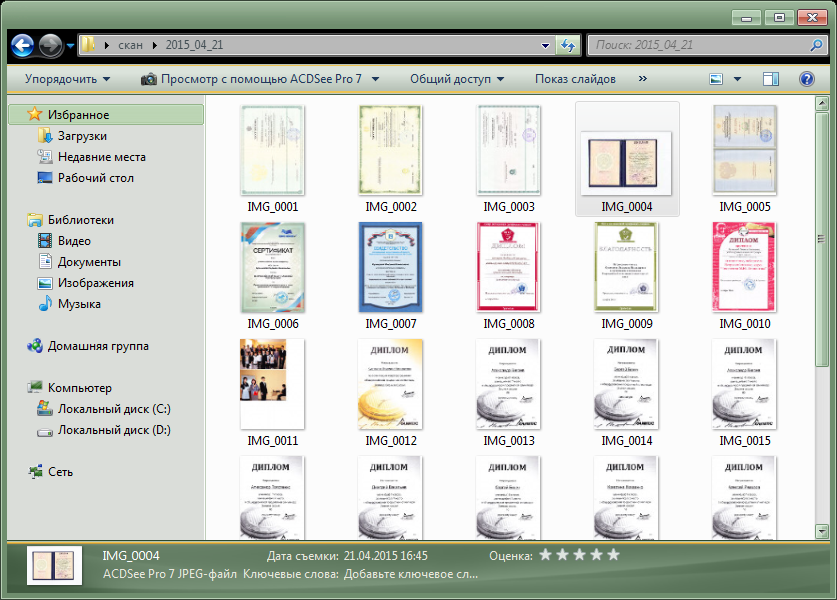 скан
2015_04_21
Поиск: 2015_04_21
Упорядочить
Просмотр с помощью ACDSee Pro 7
Общий доступ
Показ слайдов
»
Избранное
Загрузки
Недавние места
Рабочий стол
Библиотеки
Видео
Документы
Изображения
Музыка
Домашняя группа
Компьютер
Локальный диск (C:)
Локальный диск (D:)
Сеть
IMG_0001
IMG_0002
IMG_0003
IMG_0004
IMG_0005
СЕРТИФИКАТ
СВИДЕТЕЛЬСТВО
ДИПЛОМ
БЛАГОДАРНОСТЬ
ДИПЛОМ
IMG_0006
IMG_0007
IMG_0008
IMG_0009
IMG_0010
ДИПЛОМ
ДИПЛОМ
ДИПЛОМ
ДИПЛОМ
IMG_0011
IMG_0012
IMG_0013
IMG_0014
IMG_0015
ДИПЛОМ
ДИПЛОМ
ДИПЛОМ
ДИПЛОМ
ДИПЛОМ
IMG_0004
Дата съемки: 21.04.2015 16:45
Оценка:
ACDSee Pro 7 JPEG-файл
Ключевые слова: Добавьте ключевое сл...